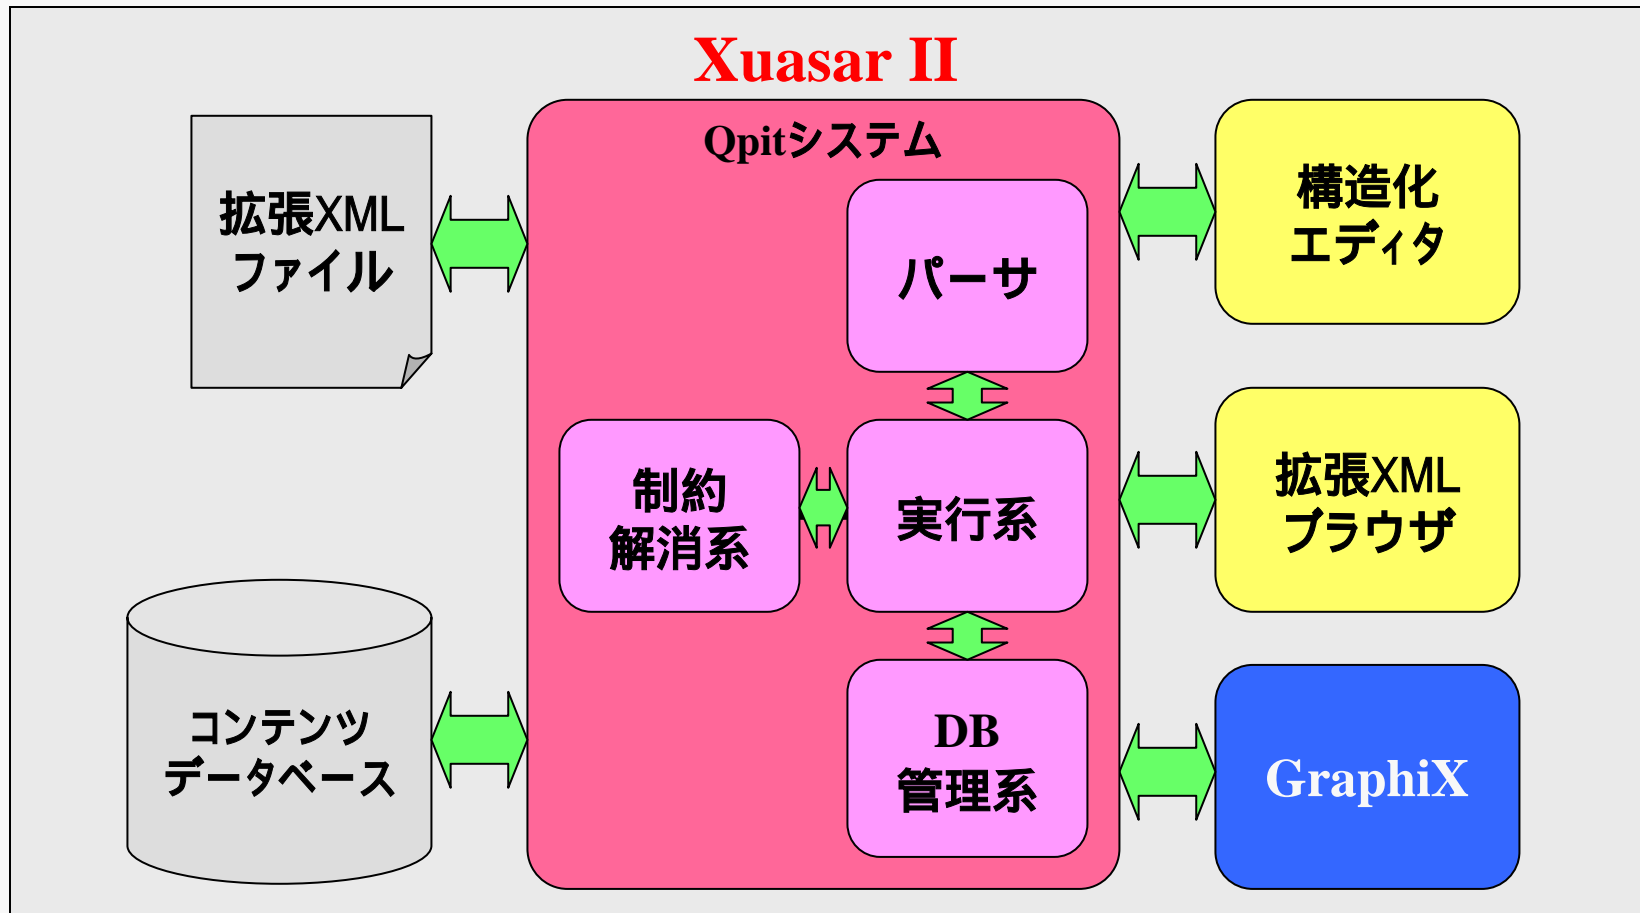 Xuasar II
Qpitシステム
拡張XML
ファイル
パーサ
構造化
エディタ
制約
解消系
実行系
拡張XML
ブラウザ
コンテンツ
データベース
DB
管理系
GraphiX